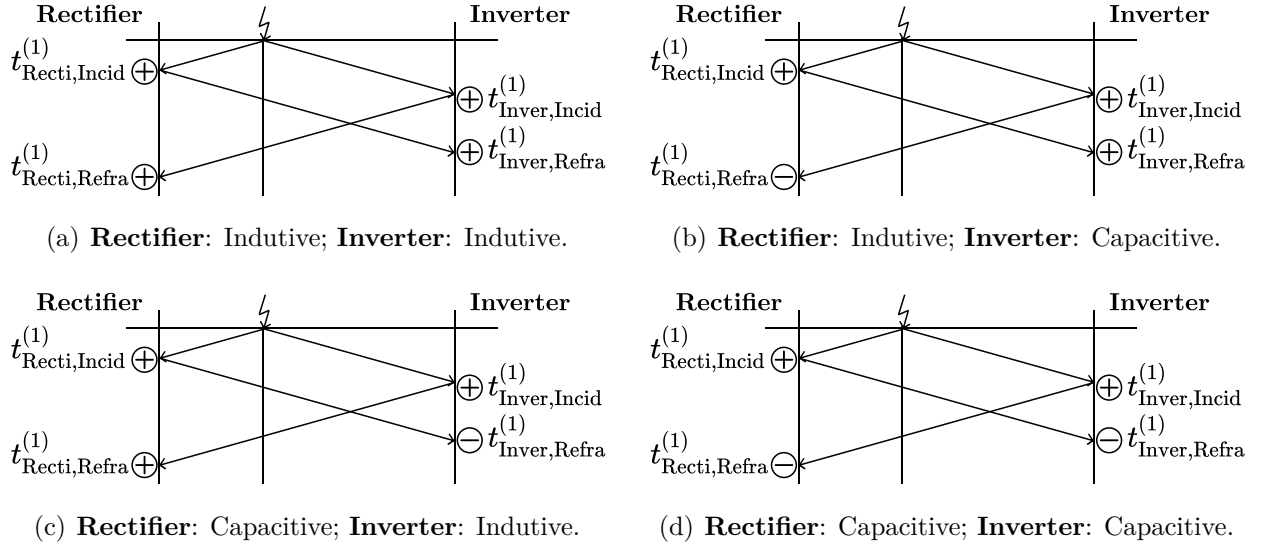 Rectifier Inverter
t^{(1)}_{Recti,Incid} +
+ t^{(1)}_{Inver,Incid}
+ t^{(1)}_{Inver,Refra}
t^{(1)}_{Recti,Refra} +
(a) Rectifier: Indutive; Inverter: Indutive.
Rectifier Inverter
t^{(1)}_{Recti,Incid} +
+ t^{(1)}_{Inver,Incid}
+ t^{(1)}_{Inver,Refra}
t^{(1)}_{Recti,Refra} −
(b) Rectifier: Indutive; Inverter: Capacitive.
Rectifier Inverter
t^{(1)}_{Recti,Incid} +
+ t^{(1)}_{Inver,Incid}
− t^{(1)}_{Inver,Refra}
t^{(1)}_{Recti,Refra} +
(c) Rectifier: Capacitive; Inverter: Indutive.
Rectifier Inverter
t^{(1)}_{Recti,Incid} +
+ t^{(1)}_{Inver,Incid}
− t^{(1)}_{Inver,Refra}
t^{(1)}_{Recti,Refra} −
(d) Rectifier: Capacitive; Inverter: Capacitive.